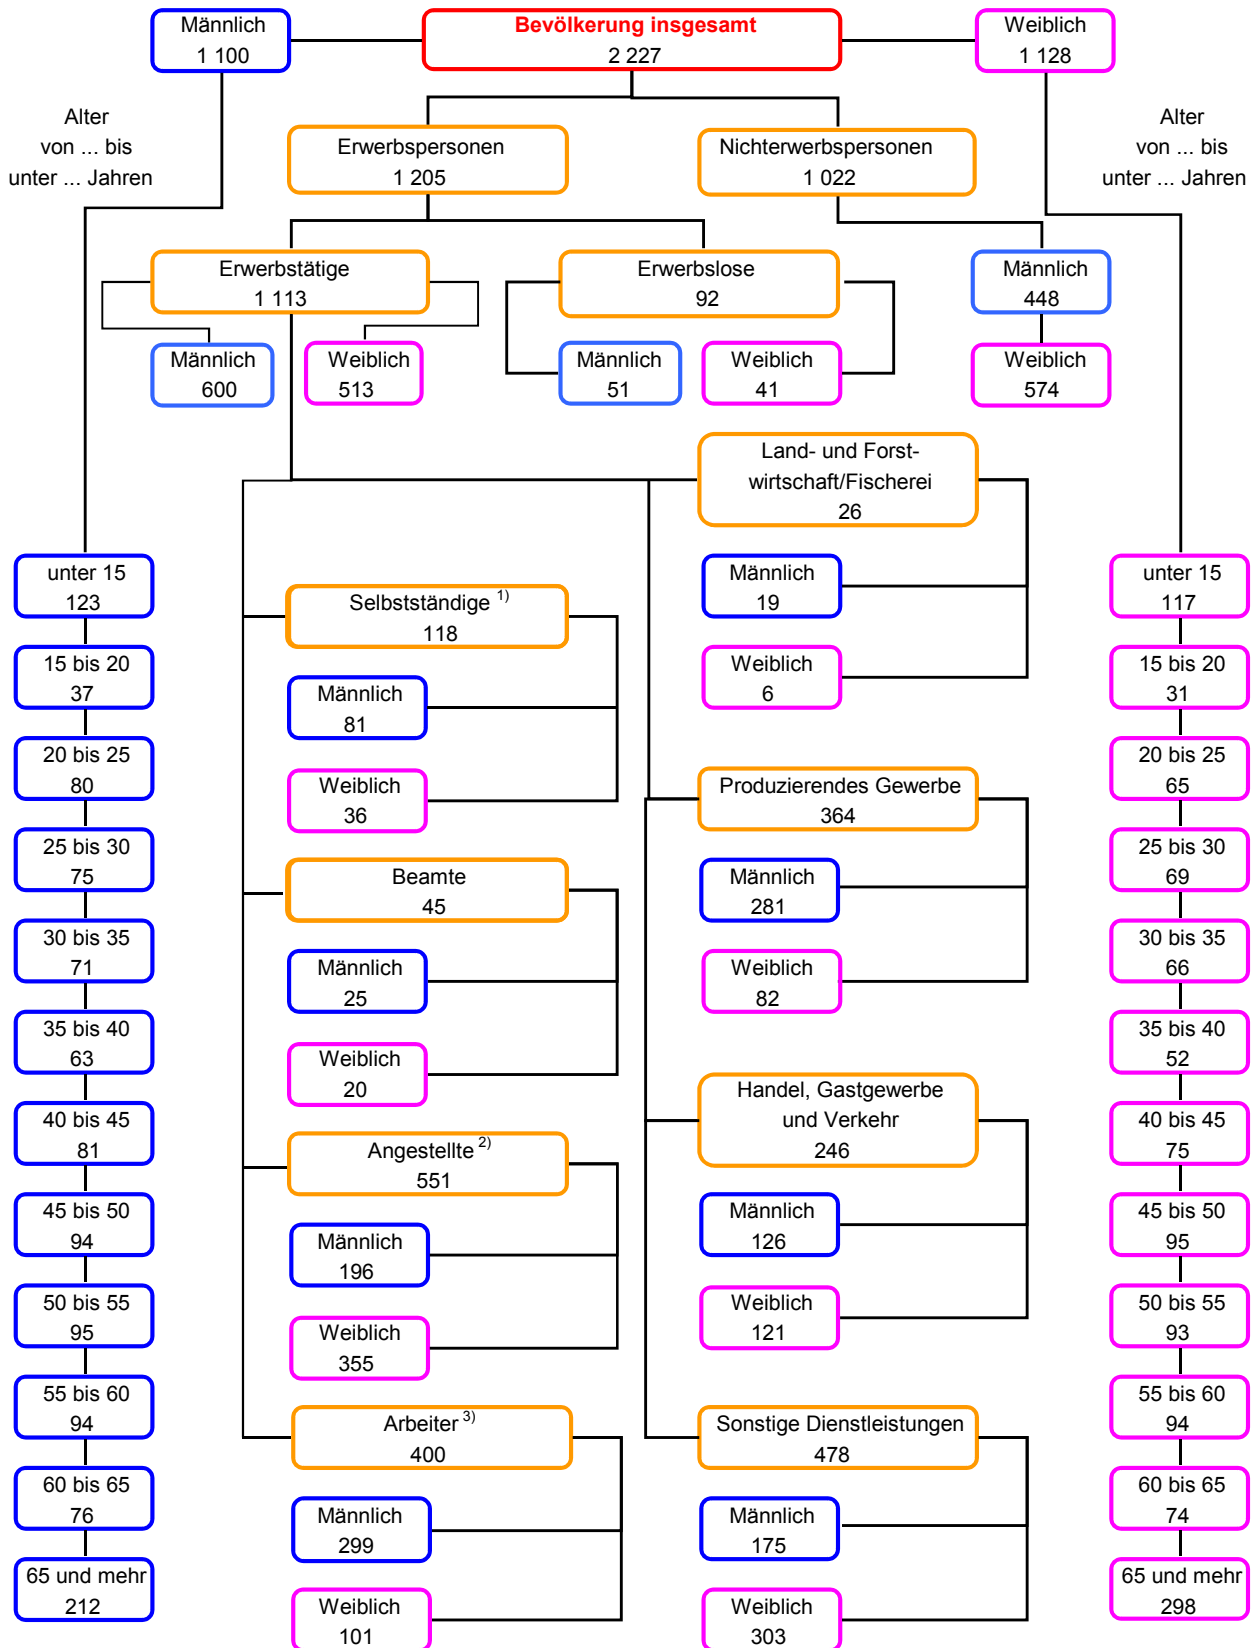 Männlich
1 100
Bevölkerung insgesamt
2 227
Weiblich
1 128
Alter
von ... bis
unter ... Jahren
Erwerbspersonen
1 205
Nichterwerbspersonen
1 022
Alter
von ... bis
unter ... Jahren
Erwerbstätige
1 113
Erwerbslose
92
Männlich
448
Männlich
600
Weiblich
513
Männlich
51
Weiblich
41
Weiblich
574
unter 15
123
15 bis 20
37
20 bis 25
80
25 bis 30
75
30 bis 35
71
35 bis 40
63
40 bis 45
81
45 bis 50
94
50 bis 55
95
55 bis 60
94
60 bis 65
76
65 und mehr
212
Selbstständige 1)
118
Männlich
81
Weiblich
36
Beamte
45
Männlich
25
Weiblich
20
Angestellte 2)
551
Männlich
196
Weiblich
355
Arbeiter 3)
400
Männlich
299
Weiblich
101
Land- und Forst-
wirtschaft/Fischerei
26
Männlich
19
Weiblich
6
Produzierendes Gewerbe
364
Männlich
281
Weiblich
82
Handel, Gastgewerbe
und Verkehr
246
Männlich
126
Weiblich
121
Sonstige Dienstleistungen
478
Männlich
175
Weiblich
303
unter 15
117
15 bis 20
31
20 bis 25
65
25 bis 30
69
30 bis 35
66
35 bis 40
52
40 bis 45
75
45 bis 50
95
50 bis 55
93
55 bis 60
94
60 bis 65
74
65 und mehr
298